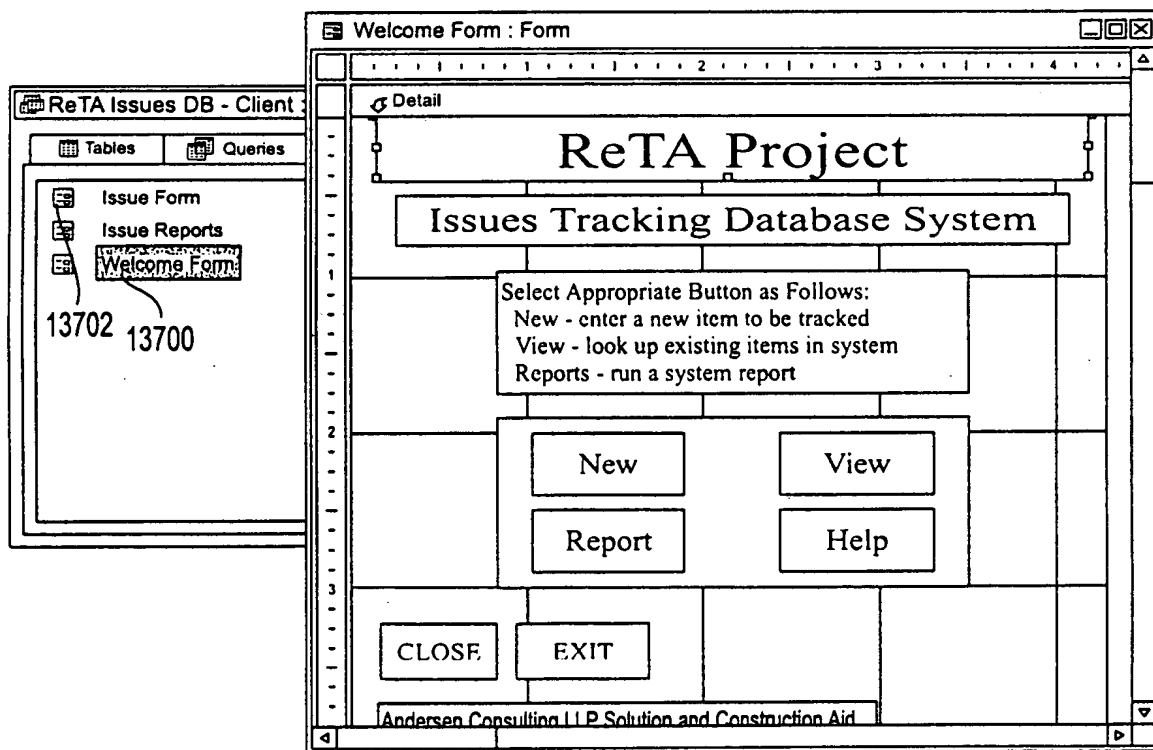 Welcome Form : Form
1 2 3 4
ReTA Issues DB - Client :
Tables Queries
Issue Form
Issue Reports
Welcome Form
13702 13700
Detail
ReTA Project
Issues Tracking Database System
1
Select Appropriate Button as Follows:
New - enter a new item to be tracked
View - look up existing items in system
Reports - run a system report
2
New View
Report Help
3
CLOSE EXIT
Andersen Consulting LLP Solution and Construction Aid